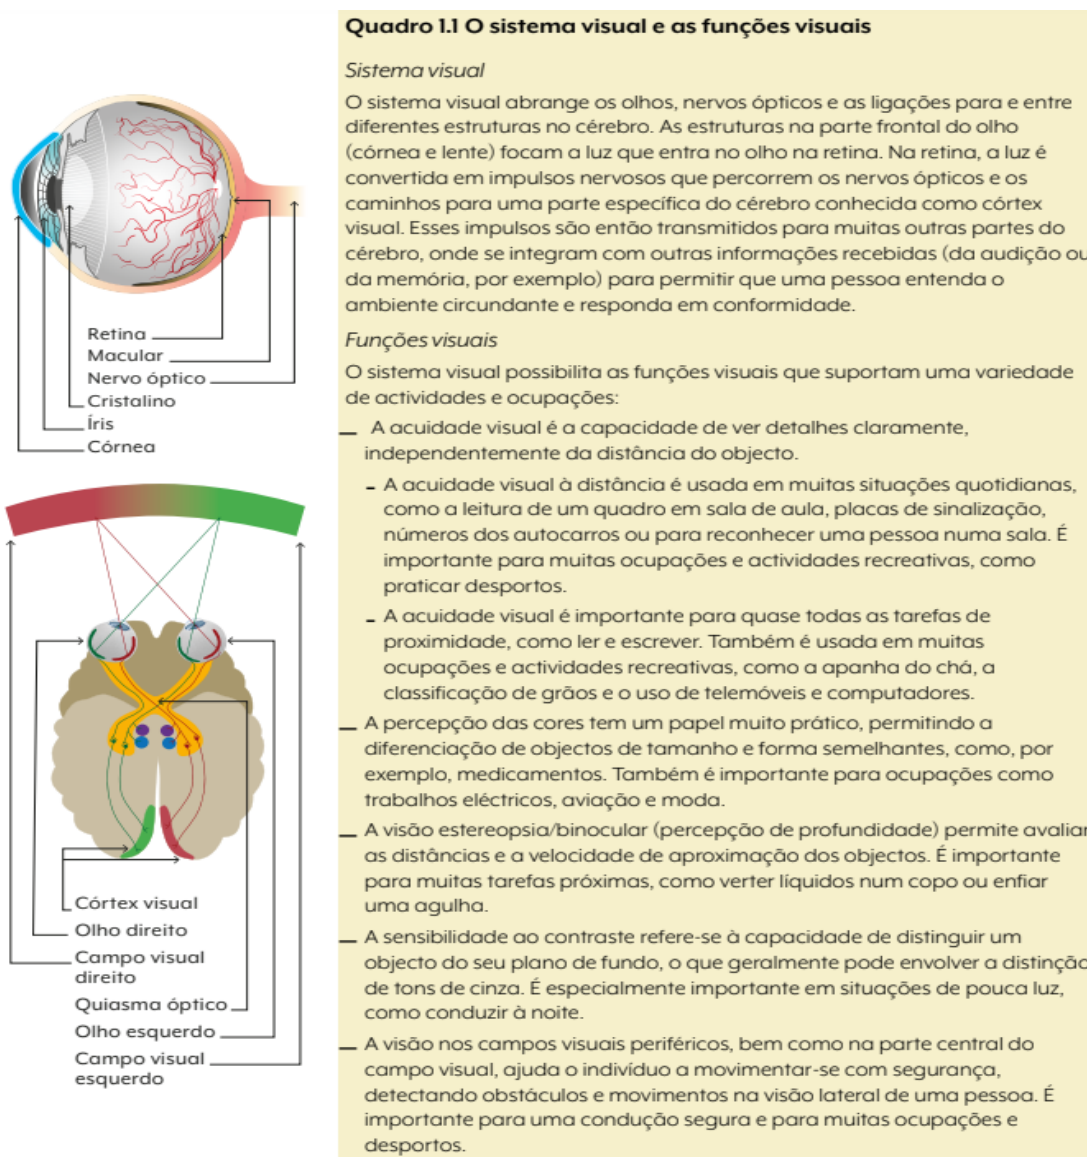 Quadro 1.1 O sistema visual e as funções visuais
Sistema visual
O sistema visual abrange os olhos, nervos ópticos e as ligações para e entre
diferentes estruturas no cérebro. As estruturas na parte frontal do olho
(córnea e lente) focam a luz que entra no olho na retina. Na retina, a luz é
convertida em impulsos nervosos que percorrem os nervos ópticos e os
caminhos para uma parte específica do cérebro conhecida como córtex
visual. Esses impulsos são então transmitidos para muitas outras partes do
cérebro, onde se integram com outras informações recebidas (da audição ou
da memória, por exemplo) para permitir que uma pessoa entenda o
ambiente circundante e responda em conformidade.
Funções visuais
O sistema visual possibilita as funções visuais que suportam uma variedade
de actividades e ocupações:
— A acuidade visual é a capacidade de ver detalhes claramente,
independentemente da distância do objecto.
- A acuidade visual à distância é usada em muitas situações quotidianas,
como a leitura de um quadro em sala de aula, placas de sinalização,
números dos autocarros ou para reconhecer uma pessoa numa sala. É
importante para muitas ocupações e actividades recreativas, como
praticar desportos.
- A acuidade visual é importante para quase todas as tarefas de
proximidade, como ler e escrever. Também é usada em muitas
ocupações e actividades recreativas, como a apanha do chá, a
classificação de grãos e o uso de telemóveis e computadores.
— A percepção das cores tem um papel muito prático, permitindo a
diferenciação de objectos de tamanho e forma semelhantes, como, por
exemplo, medicamentos. Também é importante para ocupações como
trabalhos eléctricos, aviação e moda.
— A visão estereopsia/binocular (percepção de profundidade) permite avaliar
as distâncias e a velocidade de aproximação dos objectos. É importante
para muitas tarefas próximas, como verter líquidos num copo ou enfiar
uma agulha.
— A sensibilidade ao contraste refere-se à capacidade de distinguir um
objecto do seu plano de fundo, o que geralmente pode envolver a distinção
de tons de cinza. É especialmente importante em situações de pouca luz,
como conduzir à noite.
— A visão nos campos visuais periféricos, bem como na parte central do
campo visual, ajuda o indivíduo a movimentar-se com segurança,
detectando obstáculos e movimentos na visão lateral de uma pessoa. É
importante para uma condução segura e para muitas ocupações e
desportos.
Retina
Macular
Nervo óptico
Cristalino
Íris
Córnea
Córtex visual
Olho direito
Campo visual
direito
Quiasma óptico
Olho esquerdo
Campo visual
esquerdo